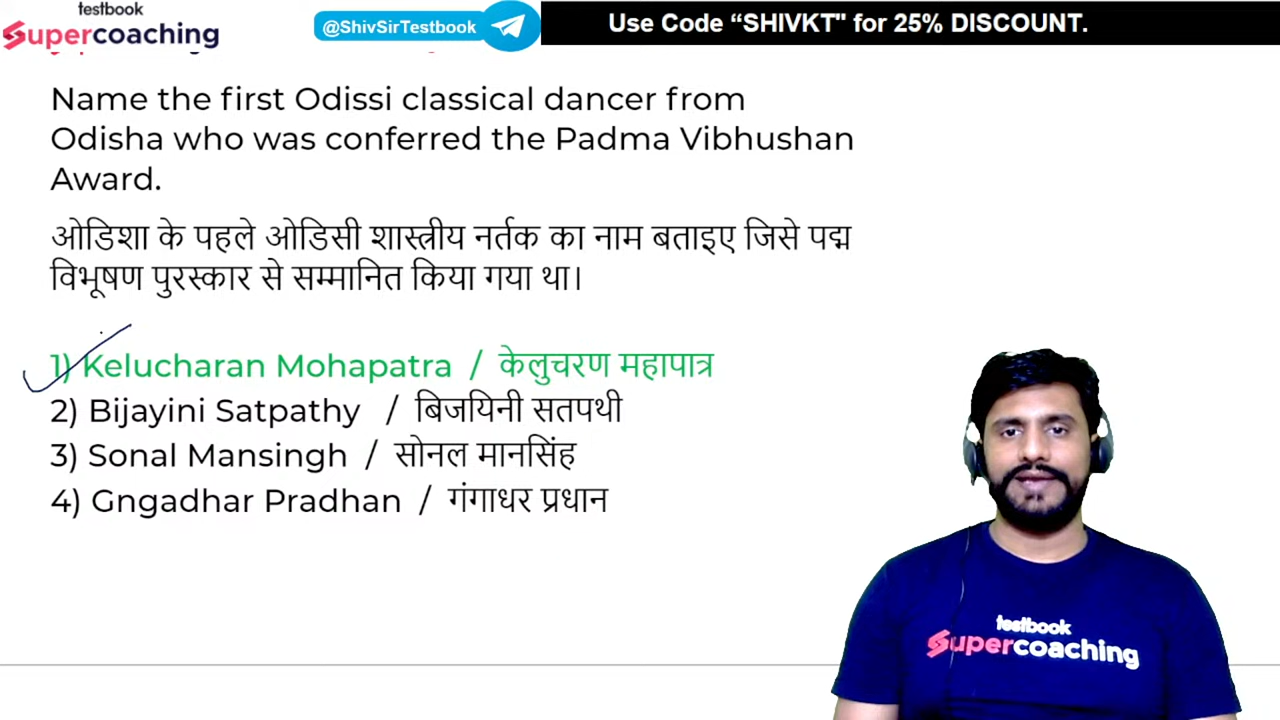 testbook
Supercoaching
@ShivSirTestbook
Use Code “SHIVKT" for 25% DISCOUNT.
Name the first Odissi classical dancer from
Odisha who was conferred the Padma Vibhushan
Award.
ओडिशा के पहले ओडिसी शास्त्रीय नर्तक का नाम बताइए जिसे पद्म
विभूषण पुरस्कार से सम्मानित किया गया था।
1) Kelucharan Mohapatra / केलुचरण महापात्र
2) Bijayini Satpathy / बिजयिनी सतपथी
3) Sonal Mansingh / सोनल मानसिंह
4) Gngadhar Pradhan / गंगाधर प्रधान
testbook
Supercoaching